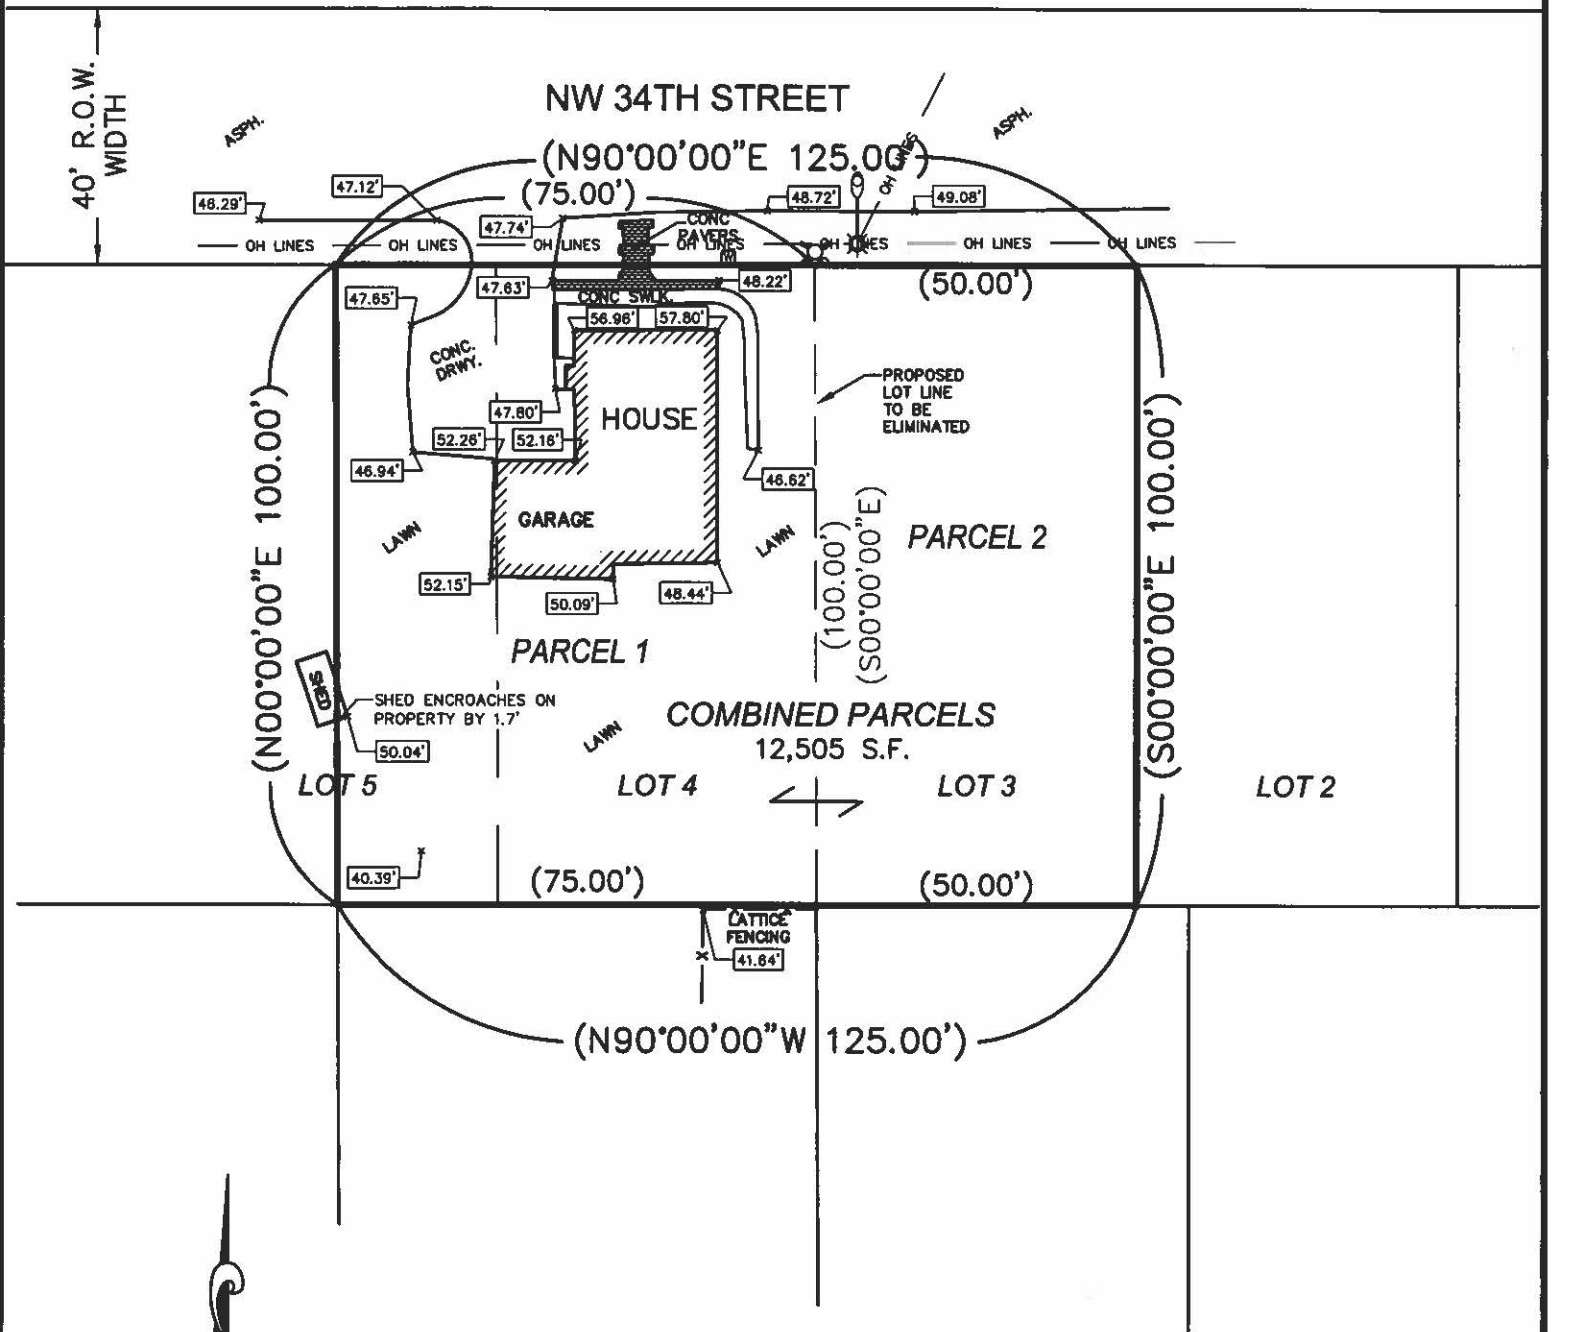 40' R.O.W.
WIDTH
NW 34TH STREET
ASPH.
ASPH.
(N90°00'00"E 125.00')
OH LINES
(75.00')
47.12'
46.29'
48.72'
49.08'
47.74'
CONC
PAVERS
OH LINES
OH LINES
OH LINES
OH LINES
OH LINES
OH LINES
OH LINES
47.63'
48.22'
(50.00')
47.65'
CONC SWLK.
56.96'
57.80'
CONC.
DRWY.
PROPOSED
LOT LINE
TO BE
ELIMINATED
47.80'
HOUSE
52.26'
52.16'
46.94'
46.62'
(N00°00'00"E 100.00')
(S00°00'00"E 100.00')
LAWN
GARAGE
LAWN
(100.00')
(S00°00'00"E)
PARCEL 2
52.15'
50.09'
48.44'
PARCEL 1
SHED
SHED ENCROACHES ON
PROPERTY BY 1.7'
50.04'
LAWN
COMBINED PARCELS
12,505 S.F.
LOT 5
LOT 4
LOT 3
LOT 2
40.39'
(75.00')
(50.00')
LATTICE
FENCING
41.64'
(N90°00'00"W 125.00')